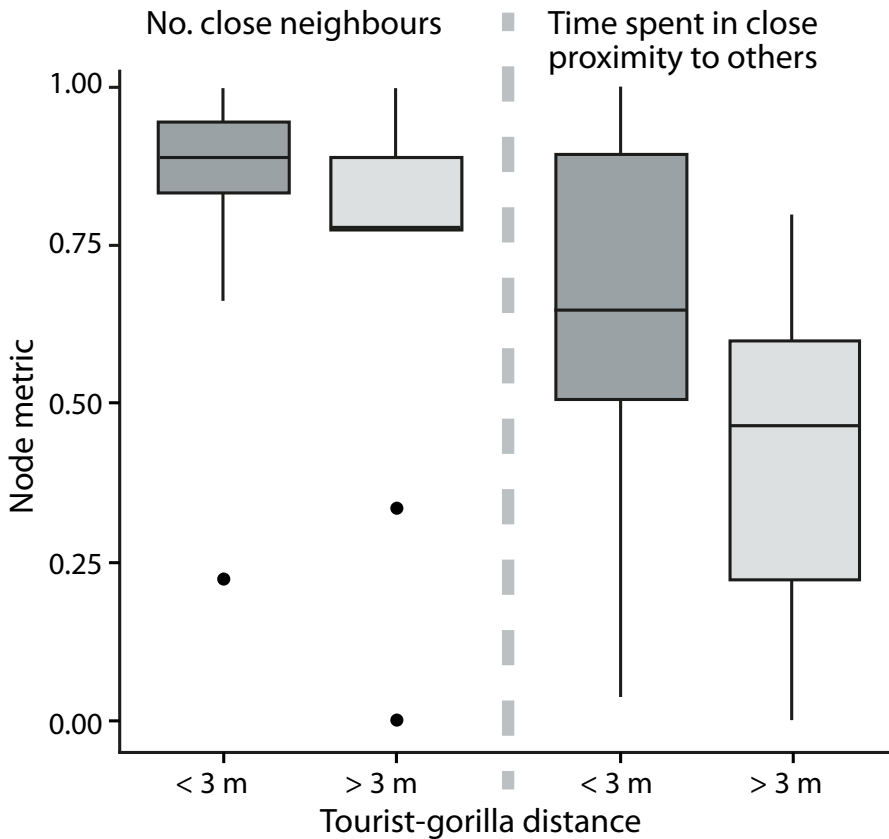 No. close neighbours
Time spent in close
proximity to others
1.00
0.75
0.50
0.25
0.00
Node metric
< 3 m
> 3 m
< 3 m
> 3 m
Tourist-gorilla distance